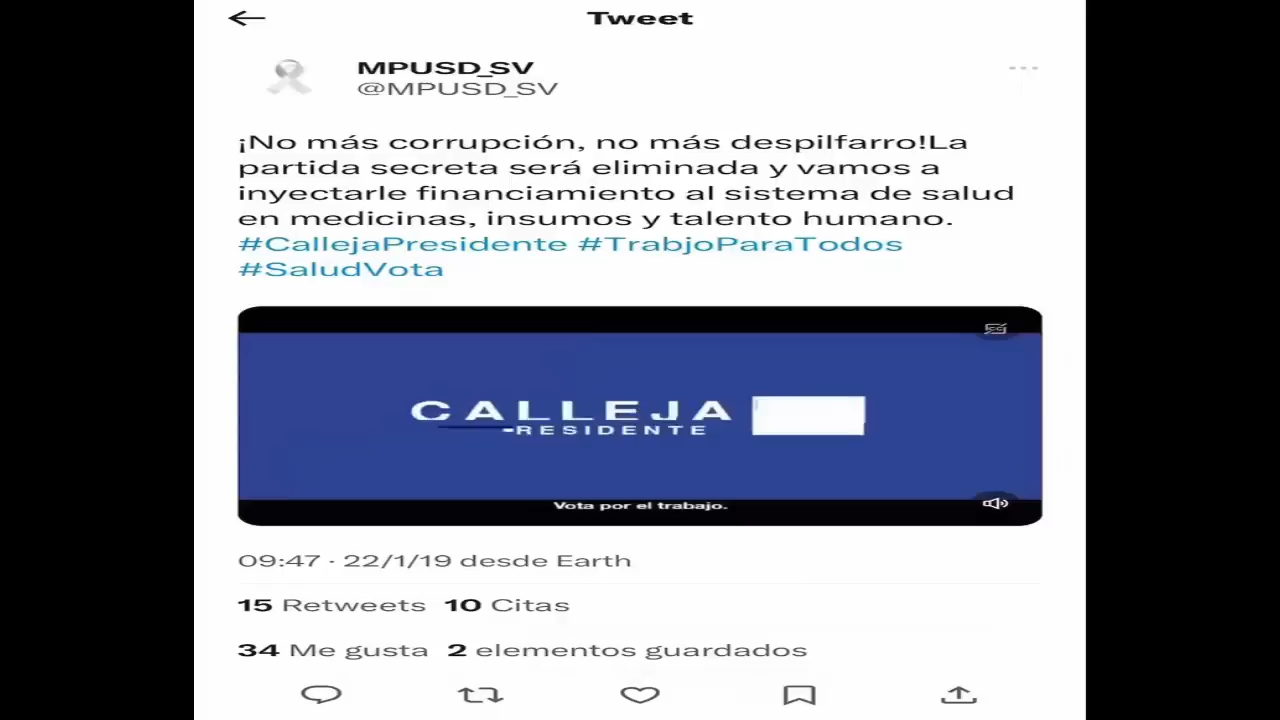 Tweet
MPUSD_SV
@MPUSD_SV
¡No más corrupción, no más despilfarro!La
partida secreta será eliminada y vamos a
inyectarle financiamiento al sistema de salud
en medicinas, insumos y talento humano.
#CallejaPresidente #TrabjoParaTodos
#SaludVota
CALLEJA
RESIDENTE
Vota por el trabajo.
09:47 · 22/1/19 desde Earth
15 Retweets 10 Citas
34 Me gusta 2 elementos guardados